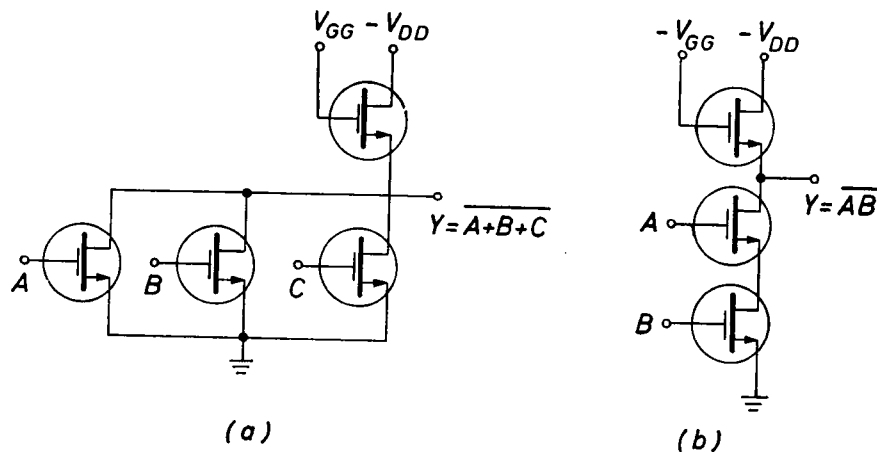 V_GG -V_DD
A
B
C
Y=\overline{A+B+C}
(a)
-V_GG -V_DD
A
B
Y=\overline{AB}
(b)